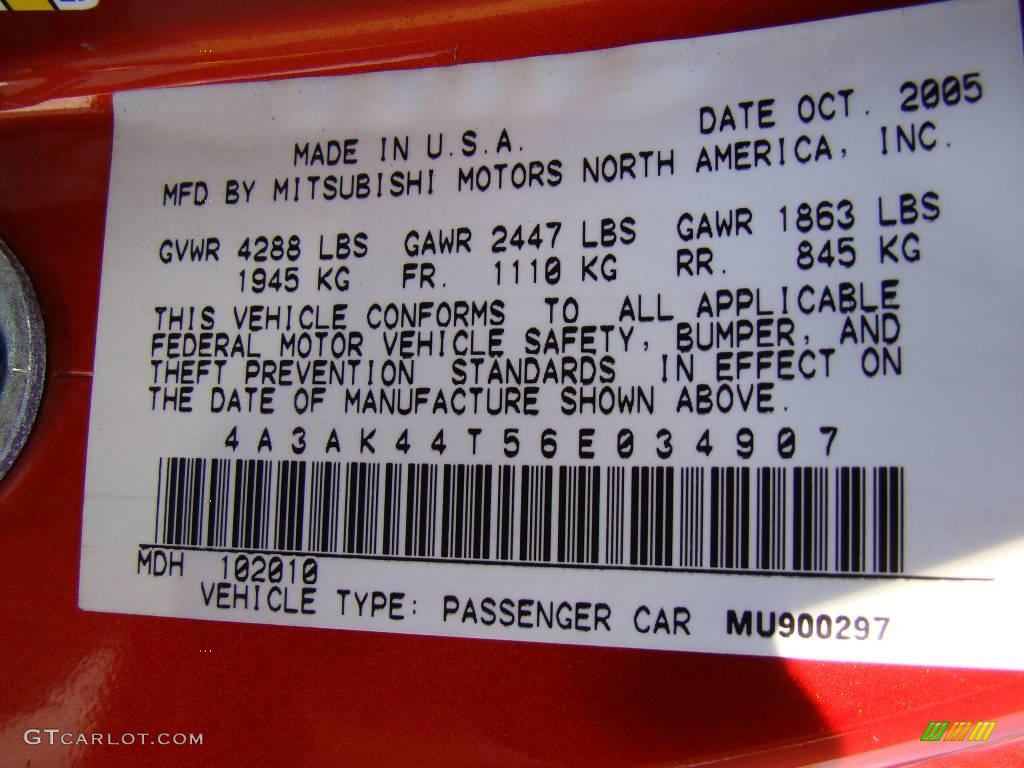 DATE OCT. 2005
MADE IN U.S.A.
MFD BY MITSUBISHI MOTORS NORTH AMERICA, INC.
GVWR 4288 LBS GAWR 2447 LBS GAWR 1863 LBS
1945 KG FR. 1110 KG RR. 845 KG
THIS VEHICLE CONFORMS TO ALL APPLICABLE
FEDERAL MOTOR VEHICLE SAFETY, BUMPER, AND
THEFT PREVENTION STANDARDS IN EFFECT ON
THE DATE OF MANUFACTURE SHOWN ABOVE.
4A3AK44T56E034907
MDH 102010
VEHICLE TYPE: PASSENGER CAR MU900297
GTCARLOT.COM